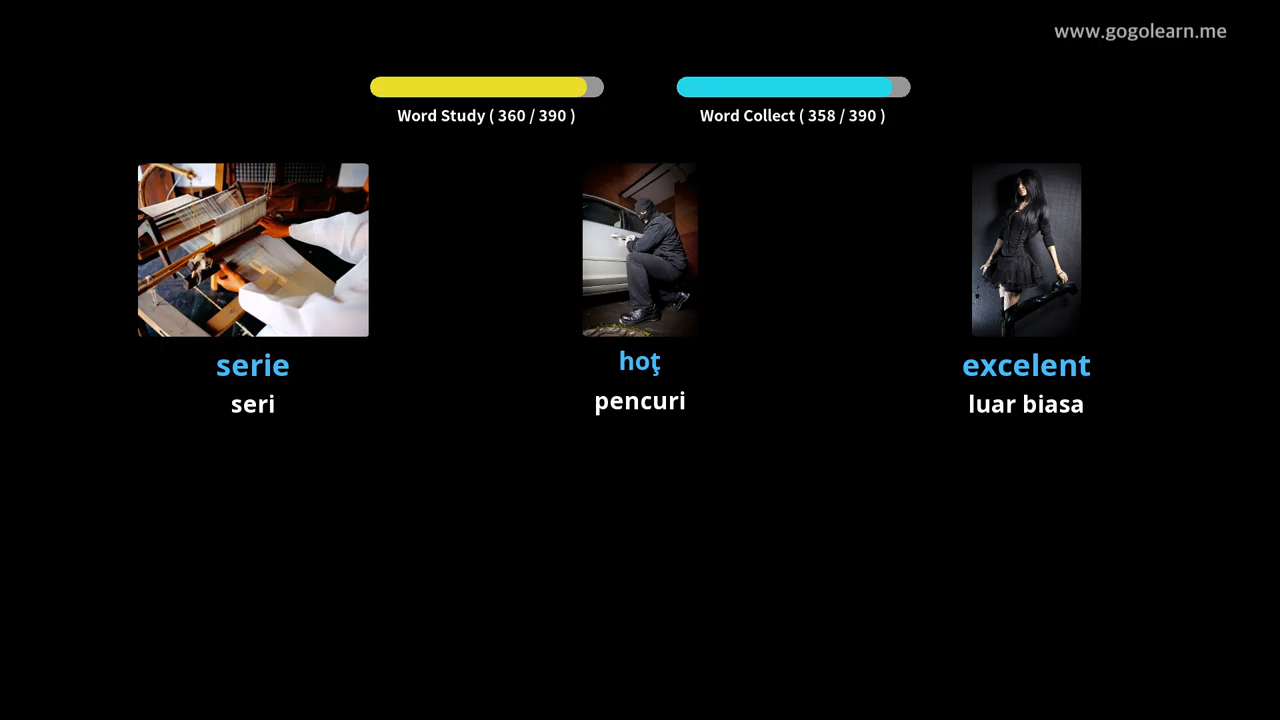 www.gogolearn.me
Word Study ( 360 / 390 )
Word Collect ( 358 / 390 )
serie
hoţ
excelent
seri
pencuri
luar biasa